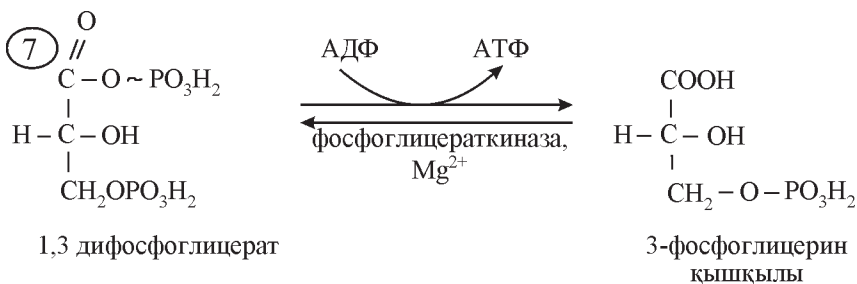 7
O
//
C – O ~ PO₃H₂
АДФ
АТФ
COOH
H – C – OH
H – C – OH
фосфоглицераткиназа,
Mg²⁺
CH₂OPO₃H₂
CH₂ – O – PO₃H₂
1,3 дифосфоглицерат
3-фосфоглицерин
қышқылы